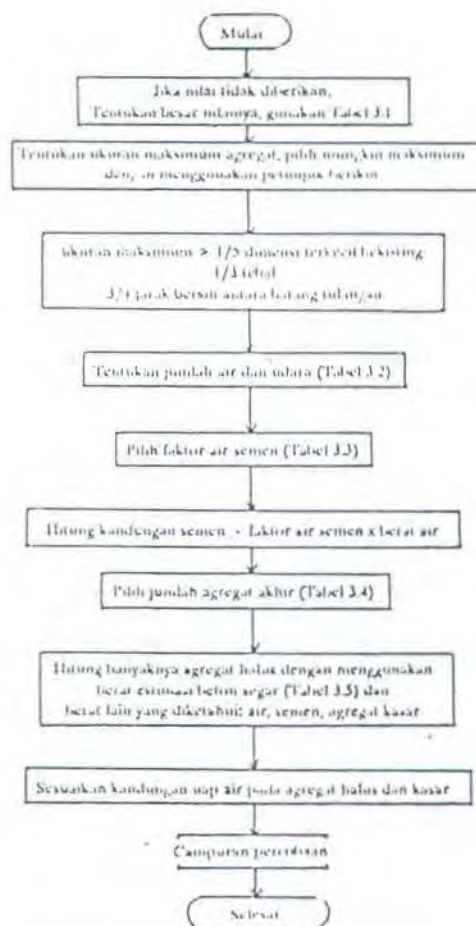 Mulai
Jika nilai tidak diberikan,
Tentukan besar nilainya, gunakan Tabel 3.1
Tentukan ukuran maksimum agregat, pilih mungkin maksimum
dengan menggunakan petunjuk berikut
ukuran maksimum > 1/5 dimensi terkecil bekisting
1/3 tebal
3/4 jarak bersih antara batang tulangan
Tentukan jumlah air dan udara (Tabel 3.2)
Pilih faktor air semen (Tabel 3.3)
Hitung kandungan semen - faktor air semen x berat air
Pilih jumlah agregat akhir (Tabel 3.4)
Hitung banyaknya agregat halus dengan menggunakan
berat estimasi beton segar (Tabel 3.5) dan
berat lain yang diketahui: air, semen, agregat kasar
Sesuaikan kandungan uap air pada agregat halus dan kasar
Campuran percobaan
Selesai